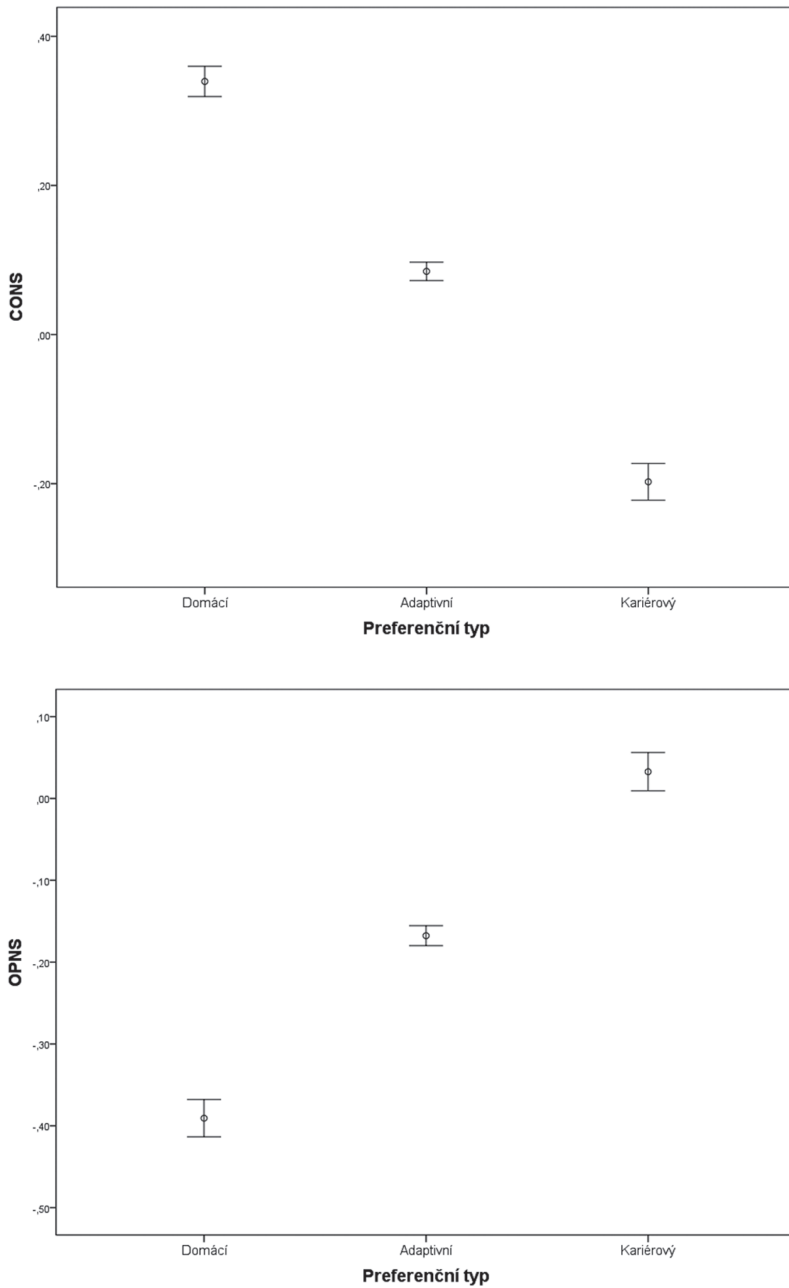 ,40
,20
,00
-,20
CONS
Domácí Adaptivní Kariérový
Preferenční typ
,10
,00
-,10
-,20
-,30
-,40
-,50
OPNS
Domácí Adaptivní Kariérový
Preferenční typ